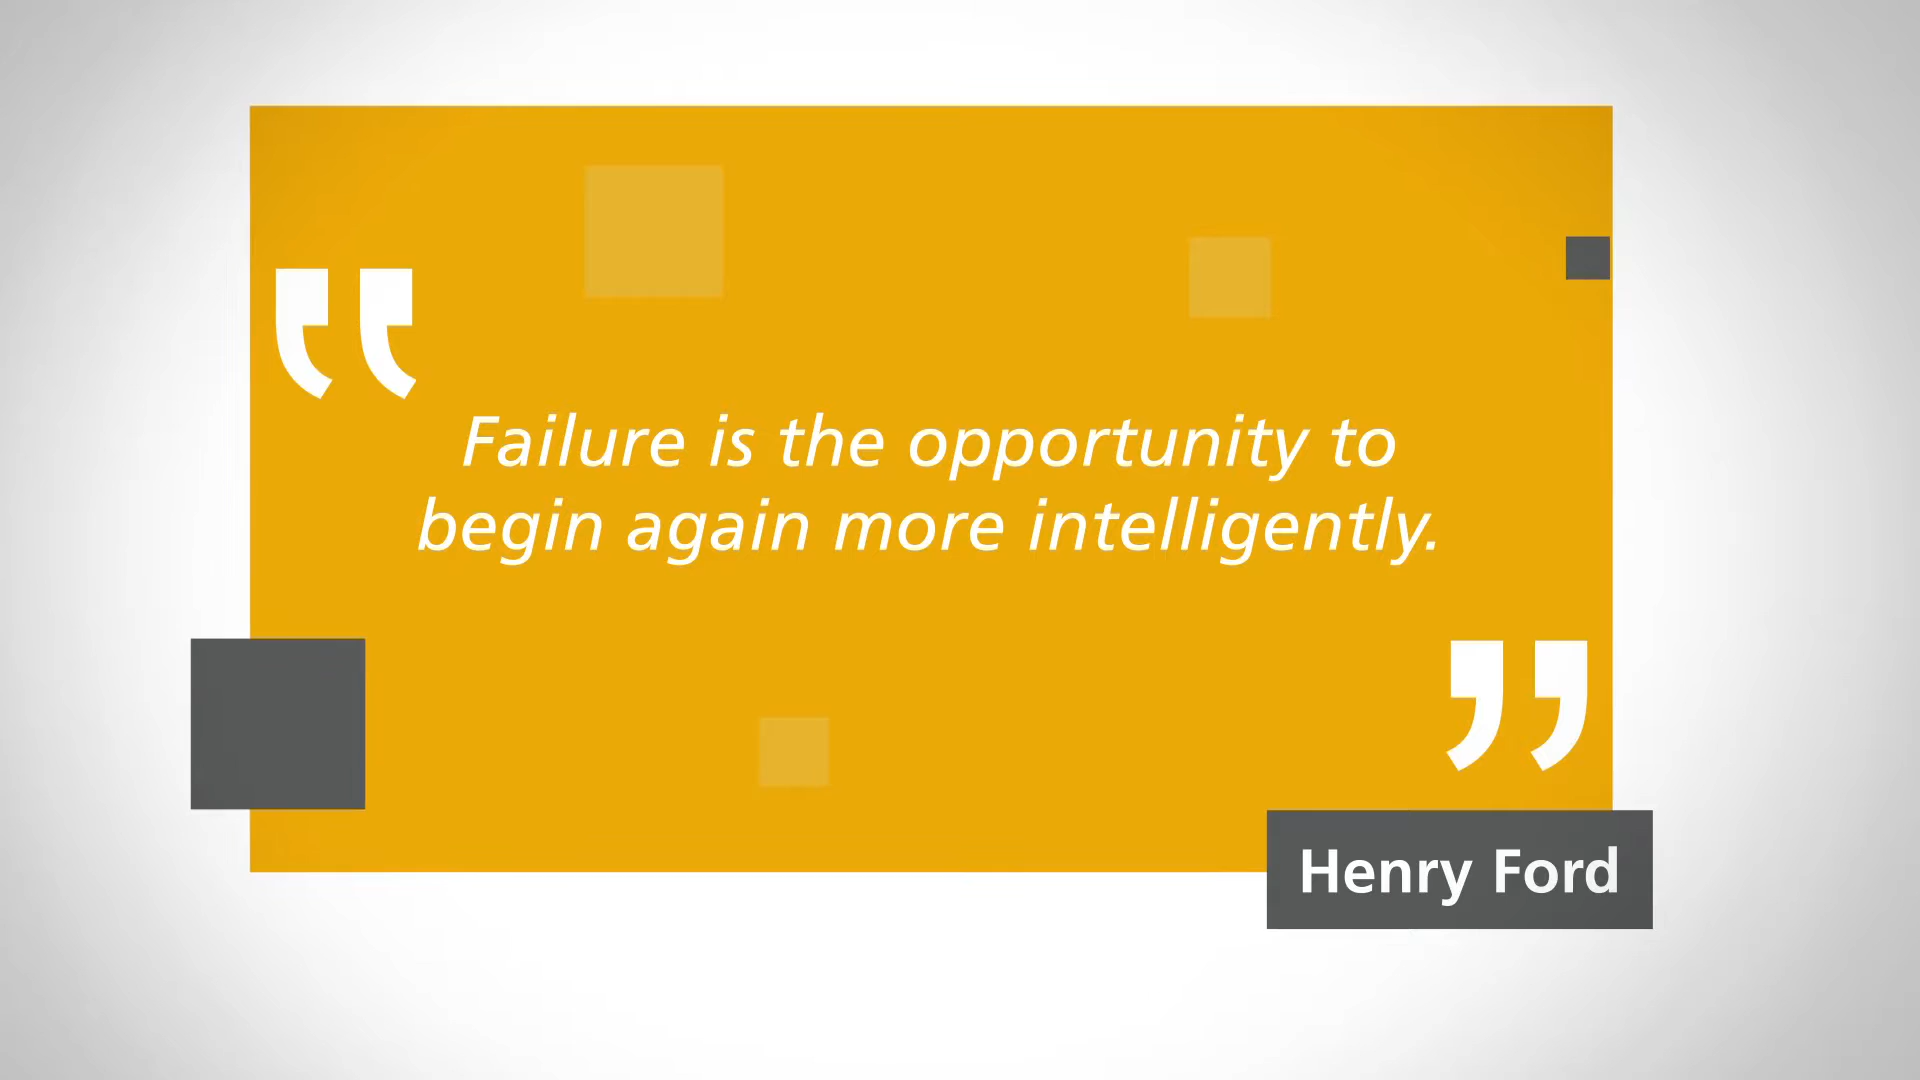 “
Failure is the opportunity to
begin again more intelligently.
”
Henry Ford